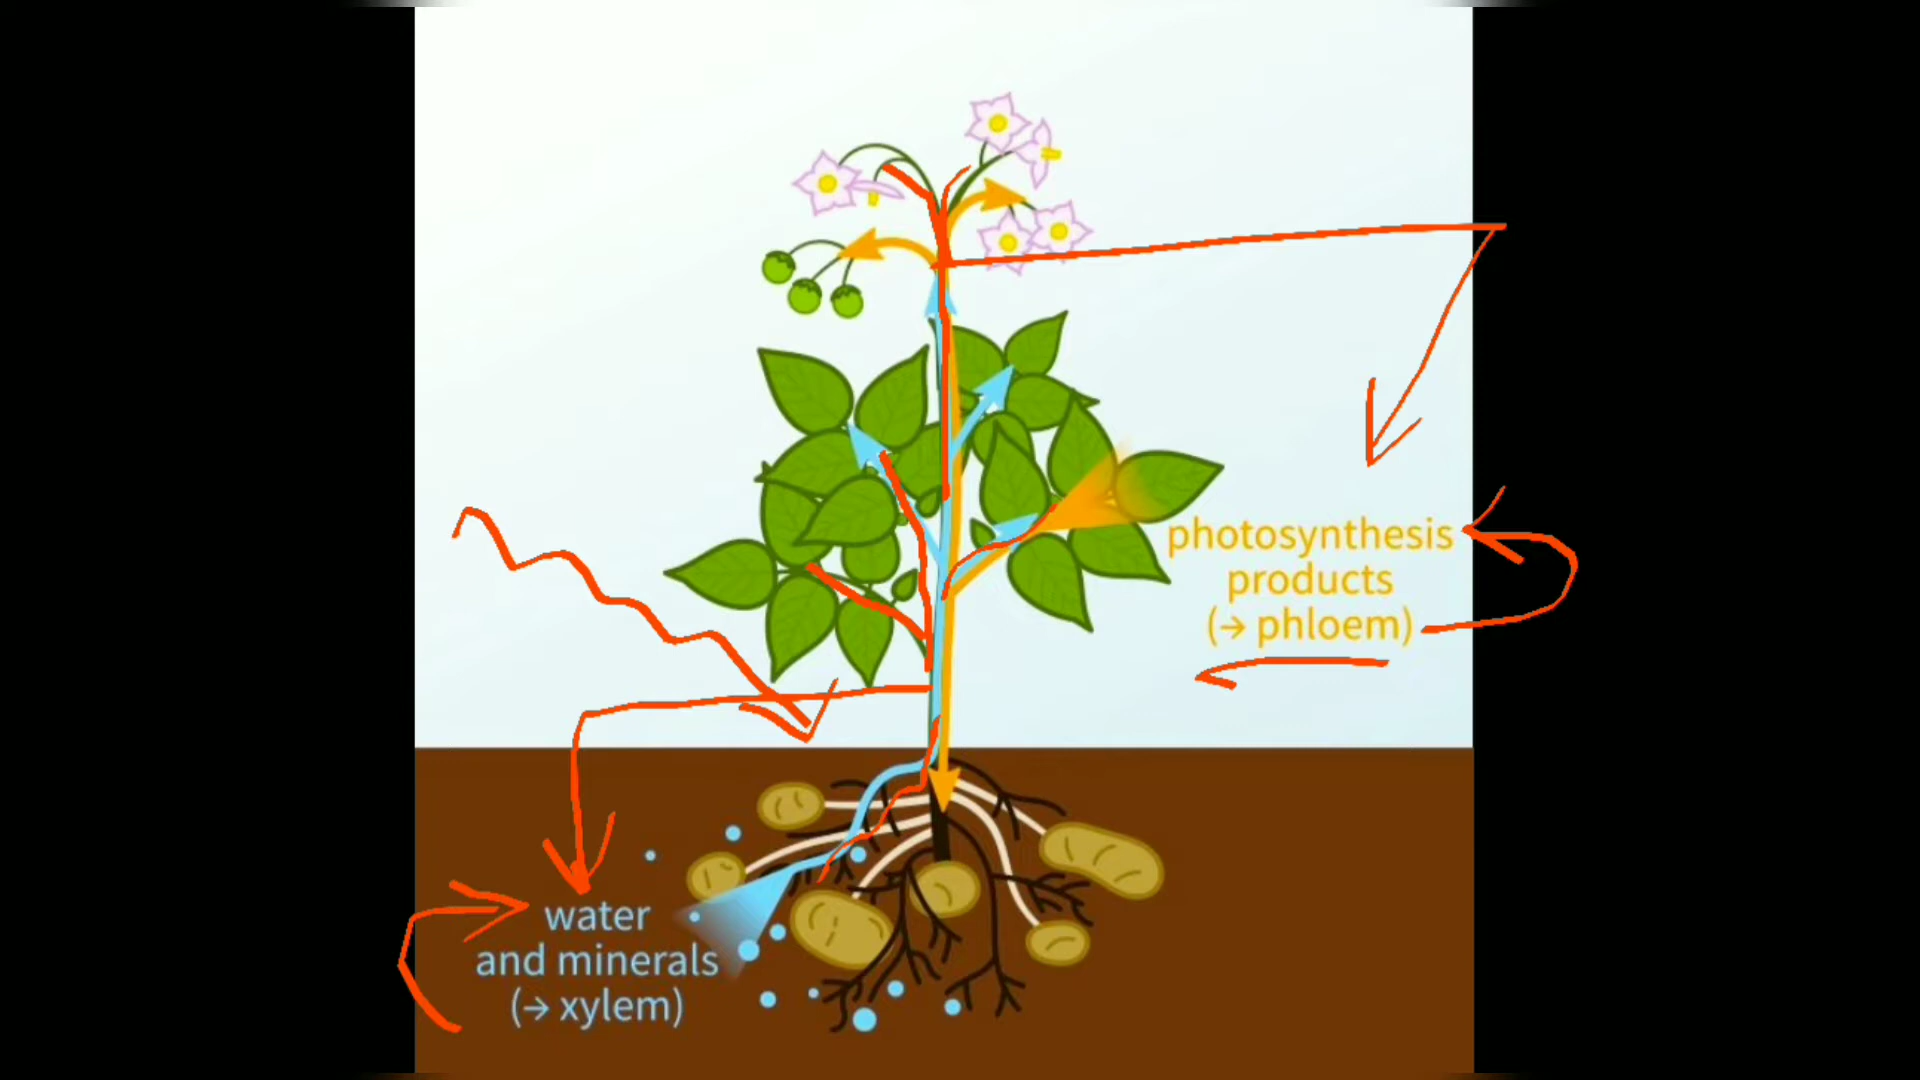 photosynthesis
products
(→ phloem)
water
and minerals
(→ xylem)